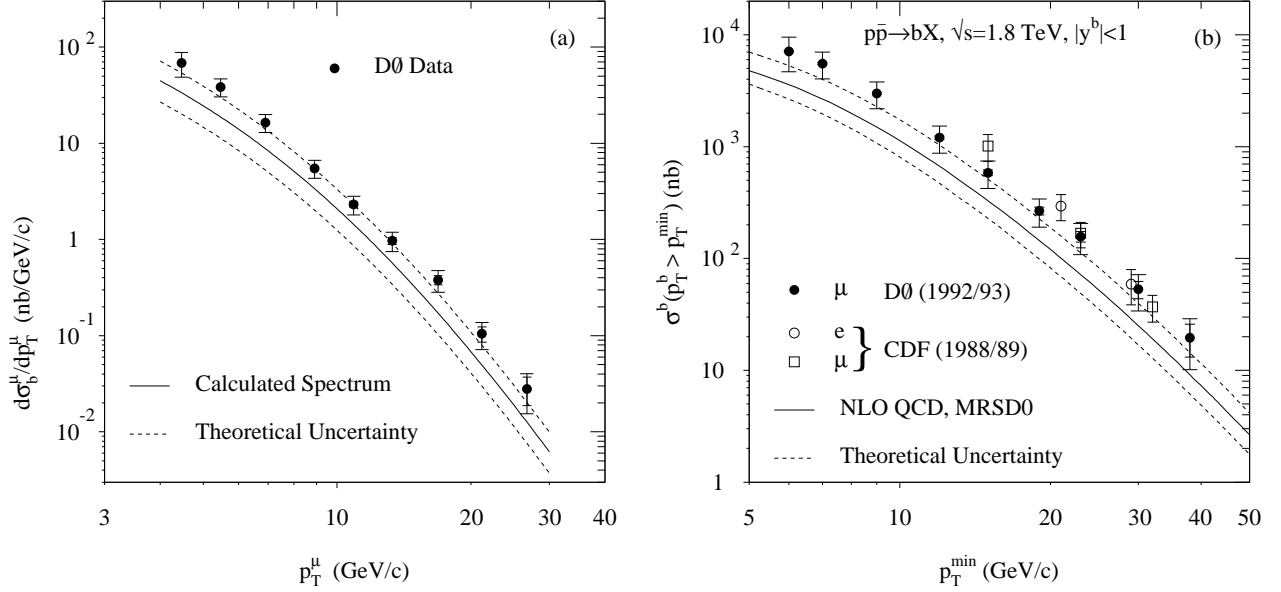 (a)
DØ Data
Calculated Spectrum
Theoretical Uncertainty
dσ_b^μ/dp_T^μ (nb/GeV/c)
10^2
10
1
10^-1
10^-2
3
10
20
30
40
p_T^μ (GeV/c)
pp̄→bX, √s=1.8 TeV, |y^b|<1
(b)
μ DØ (1992/93)
e
μ
} CDF (1988/89)
NLO QCD, MRSD0
Theoretical Uncertainty
σ^b(p_T^b > p_T^min) (nb)
10^4
10^3
10^2
10
1
5
10
20
30
40
50
p_T^min (GeV/c)